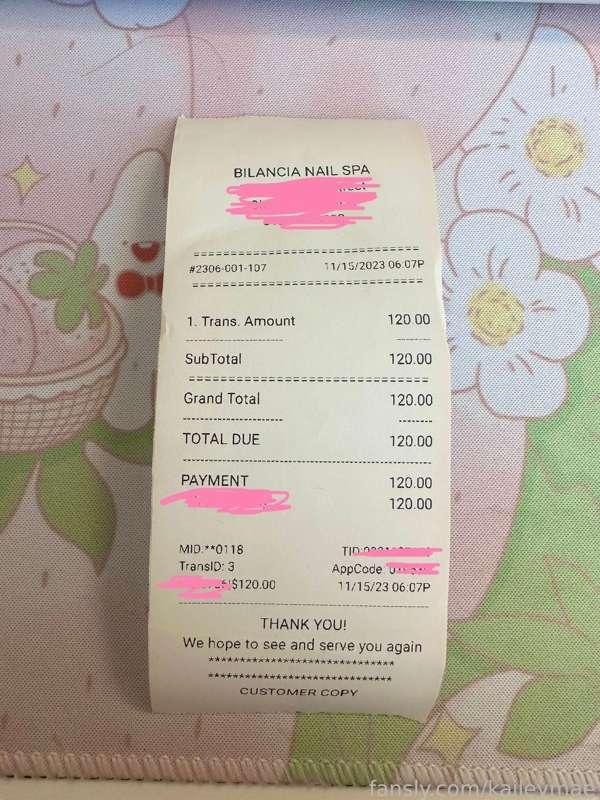 BILANCIA NAIL SPA
#2306-001-107 11/15/2023 06:07P
1. Trans. Amount 120.00
SubTotal 120.00
Grand Total 120.00
TOTAL DUE 120.00
PAYMENT 120.00
120.00
MID:**0118 TID:
TransID: 3 AppCode:
$120.00 11/15/23 06:07P
THANK YOU!
We hope to see and serve you again
******************************
******************************
CUSTOMER COPY
fansly.com/kaileymae